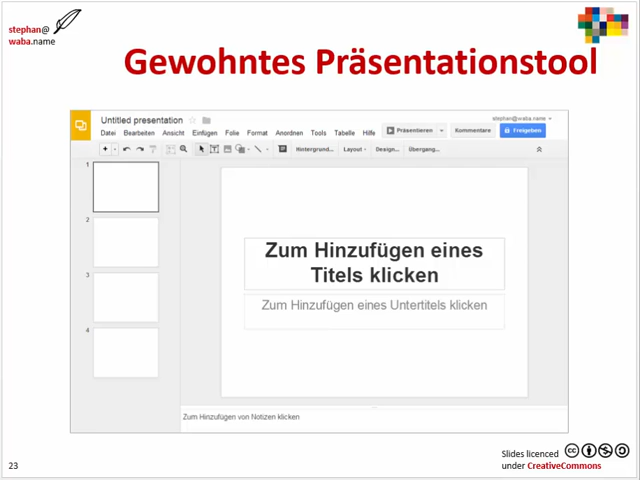 stephan@
waba.name
Gewohntes Präsentationstool
Untitled presentation
stephan@waba.name
Datei Bearbeiten Ansicht Einfügen Folie Format Anordnen Tools Tabelle Hilfe Präsentieren Kommentare Freigeben
Hintergrund... Layout Design... Übergang...
1
2
3
4
Zum Hinzufügen eines
Titels klicken
Zum Hinzufügen eines Untertitels klicken
Zum Hinzufügen von Notizen klicken
23
Slides licenced
under CreativeCommons